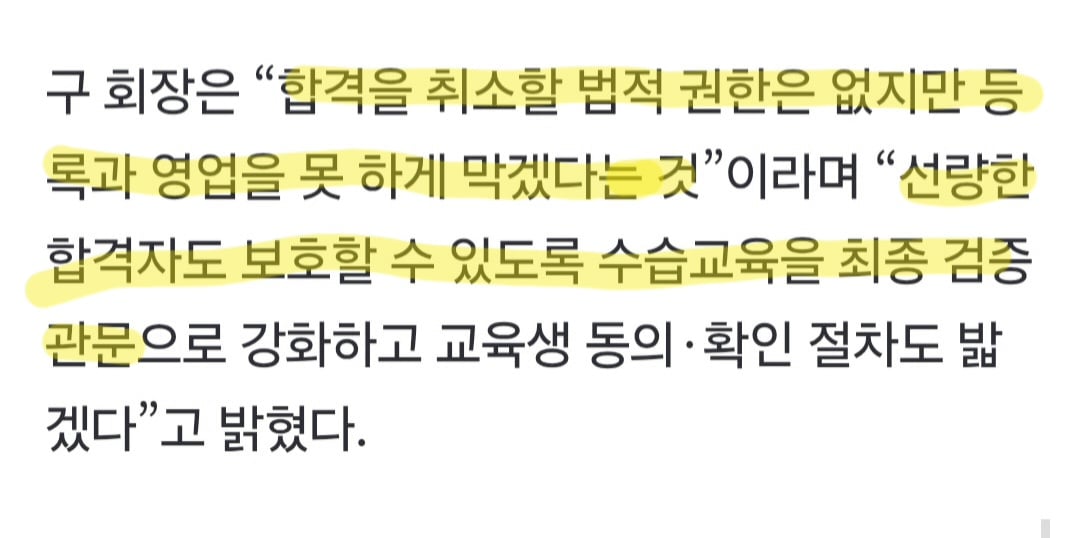 구 회장은 “합격을 취소할 법적 권한은 없지만 등
록과 영업을 못 하게 막겠다는 것”이라며 “선량한
합격자도 보호할 수 있도록 수습교육을 최종 검증
관문으로 강화하고 교육생 동의·확인 절차도 밟
겠다”고 밝혔다.